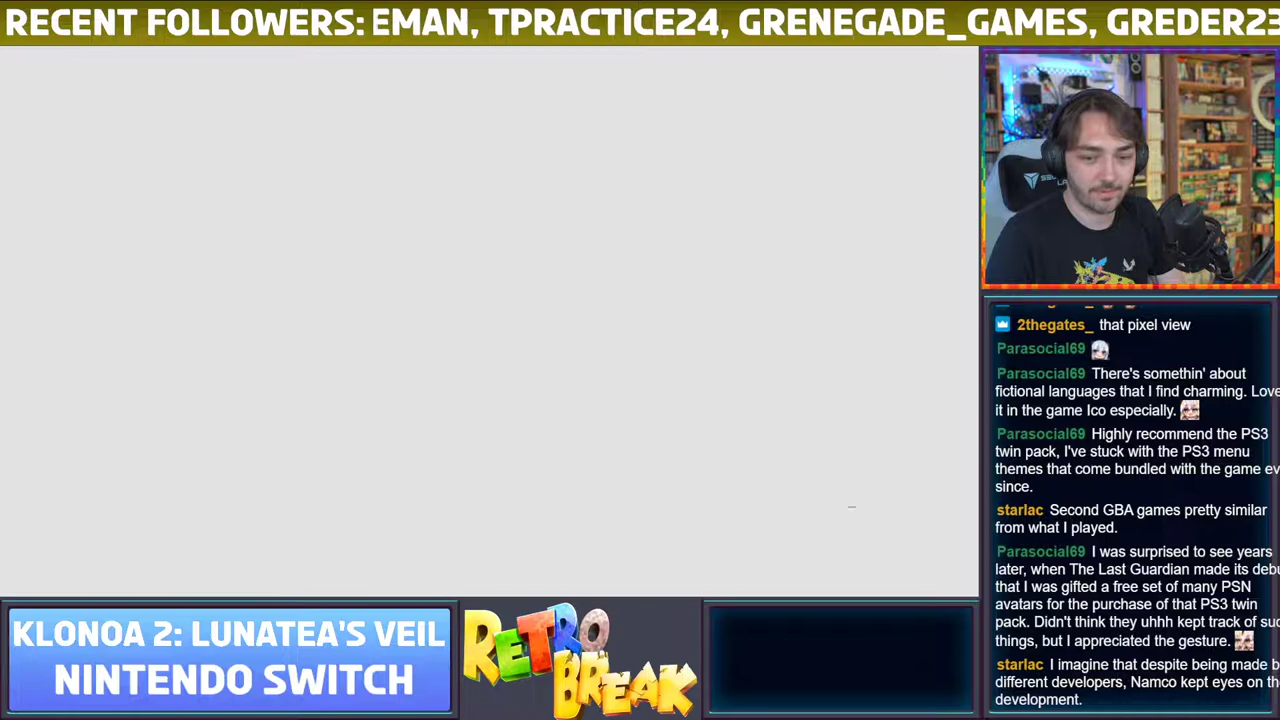 RECENT FOLLOWERS: EMAN, TPRACTICE24, GRENEGADE_GAMES, GREDER23
2thegates_ that pixel view
Parasocial69
Parasocial69 There's somethin' about
fictional languages that I find charming. Love
it in the game Ico especially.
Parasocial69 Highly recommend the PS3
twin pack, I've stuck with the PS3 menu
themes that come bundled with the game ev
since.
starlac Second GBA games pretty similar
from what I played.
Parasocial69 I was surprised to see years
later, when The Last Guardian made its debu
that I was gifted a free set of many PSN
avatars for the purchase of that PS3 twin
pack. Didn't think they uhhh kept track of suc
things, but I appreciated the gesture.
starlac I imagine that despite being made b
different developers, Namco kept eyes on the
development.
KLONOA 2: LUNATEA'S VEIL
NINTENDO SWITCH
RETRO
BREAK